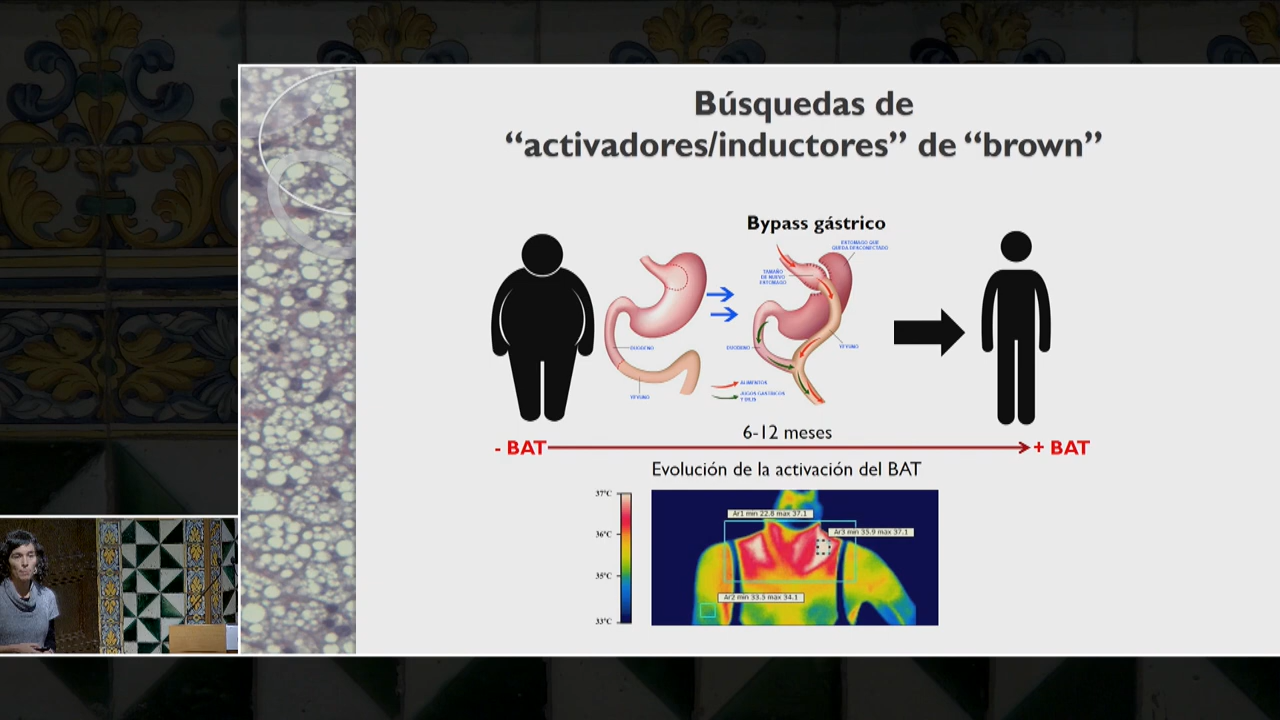 Búsquedas de
“activadores/inductores” de “brown”
Bypass gástrico
ESTOMAGO QUE
QUEDA DESCONECTADO
TAMAÑO
DE NUEVO
ESTOMAGO
DUODENO
YEYUNO
DUODENO
YEYUNO
ALIMENTOS
JUGOS GASTRICOS
Y BILIS
6-12 meses
- BAT
+ BAT
Evolución de la activación del BAT
37°C
36°C
35°C
33°C
Ar1 min 22.8 max 37.1
Ar3 min 35.9 max 37.1
Ar2 min 33.5 max 34.1